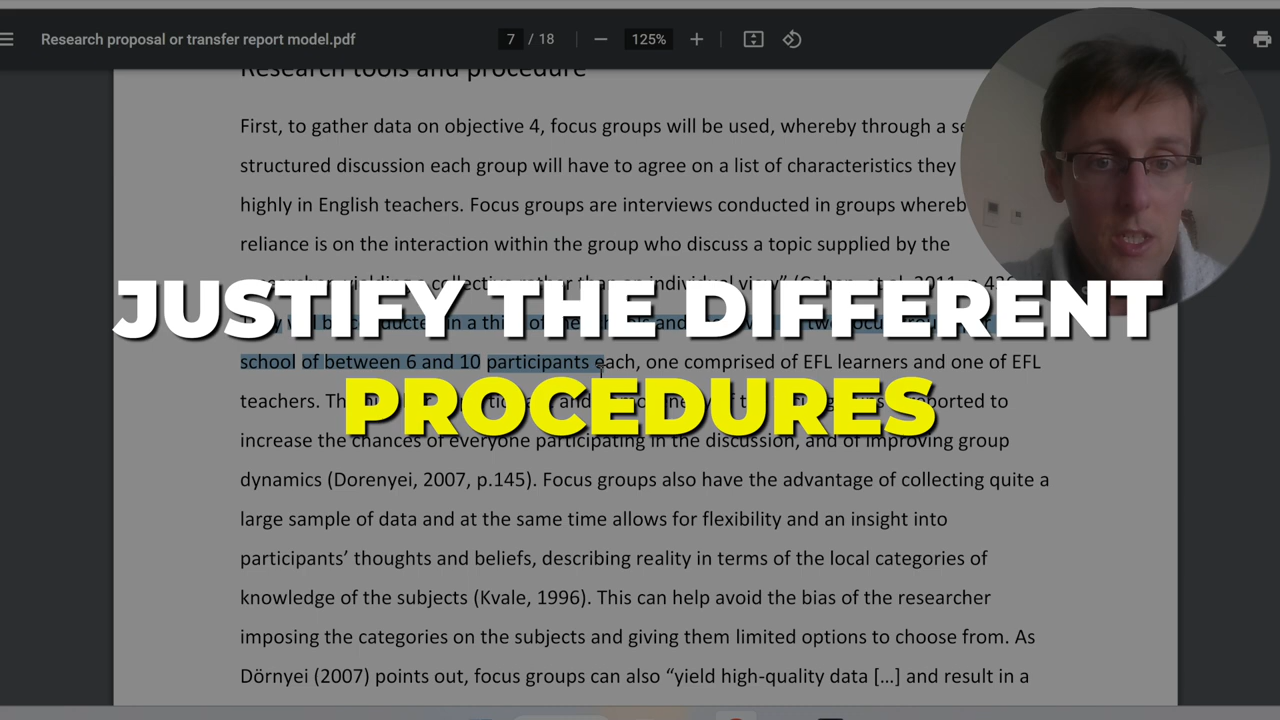 Research proposal or transfer report model.pdf
7 / 18
125%
Research tools and procedure
First, to gather data on objective 4, focus groups will be used, whereby through a
structured discussion each group will have to agree on a list of characteristics they
highly in English teachers. Focus groups are interviews conducted in groups
reliance is on the interaction within the group who discuss a topic supplied by the
JUSTIFY THE DIFFERENT
school of between 6 and 10 participants each, one comprised of EFL learners and one of EFL
PROCEDURES
increase the chances of everyone participating in the discussion, and of improving group
dynamics (Dorenyei, 2007, p.145). Focus groups also have the advantage of collecting quite a
large sample of data and at the same time allows for flexibility and an insight into
participants’ thoughts and beliefs, describing reality in terms of the local categories of
knowledge of the subjects (Kvale, 1996). This can help avoid the bias of the researcher
imposing the categories on the subjects and giving them limited options to choose from. As
Dörnyei (2007) points out, focus groups can also “yield high-quality data […] and result in a